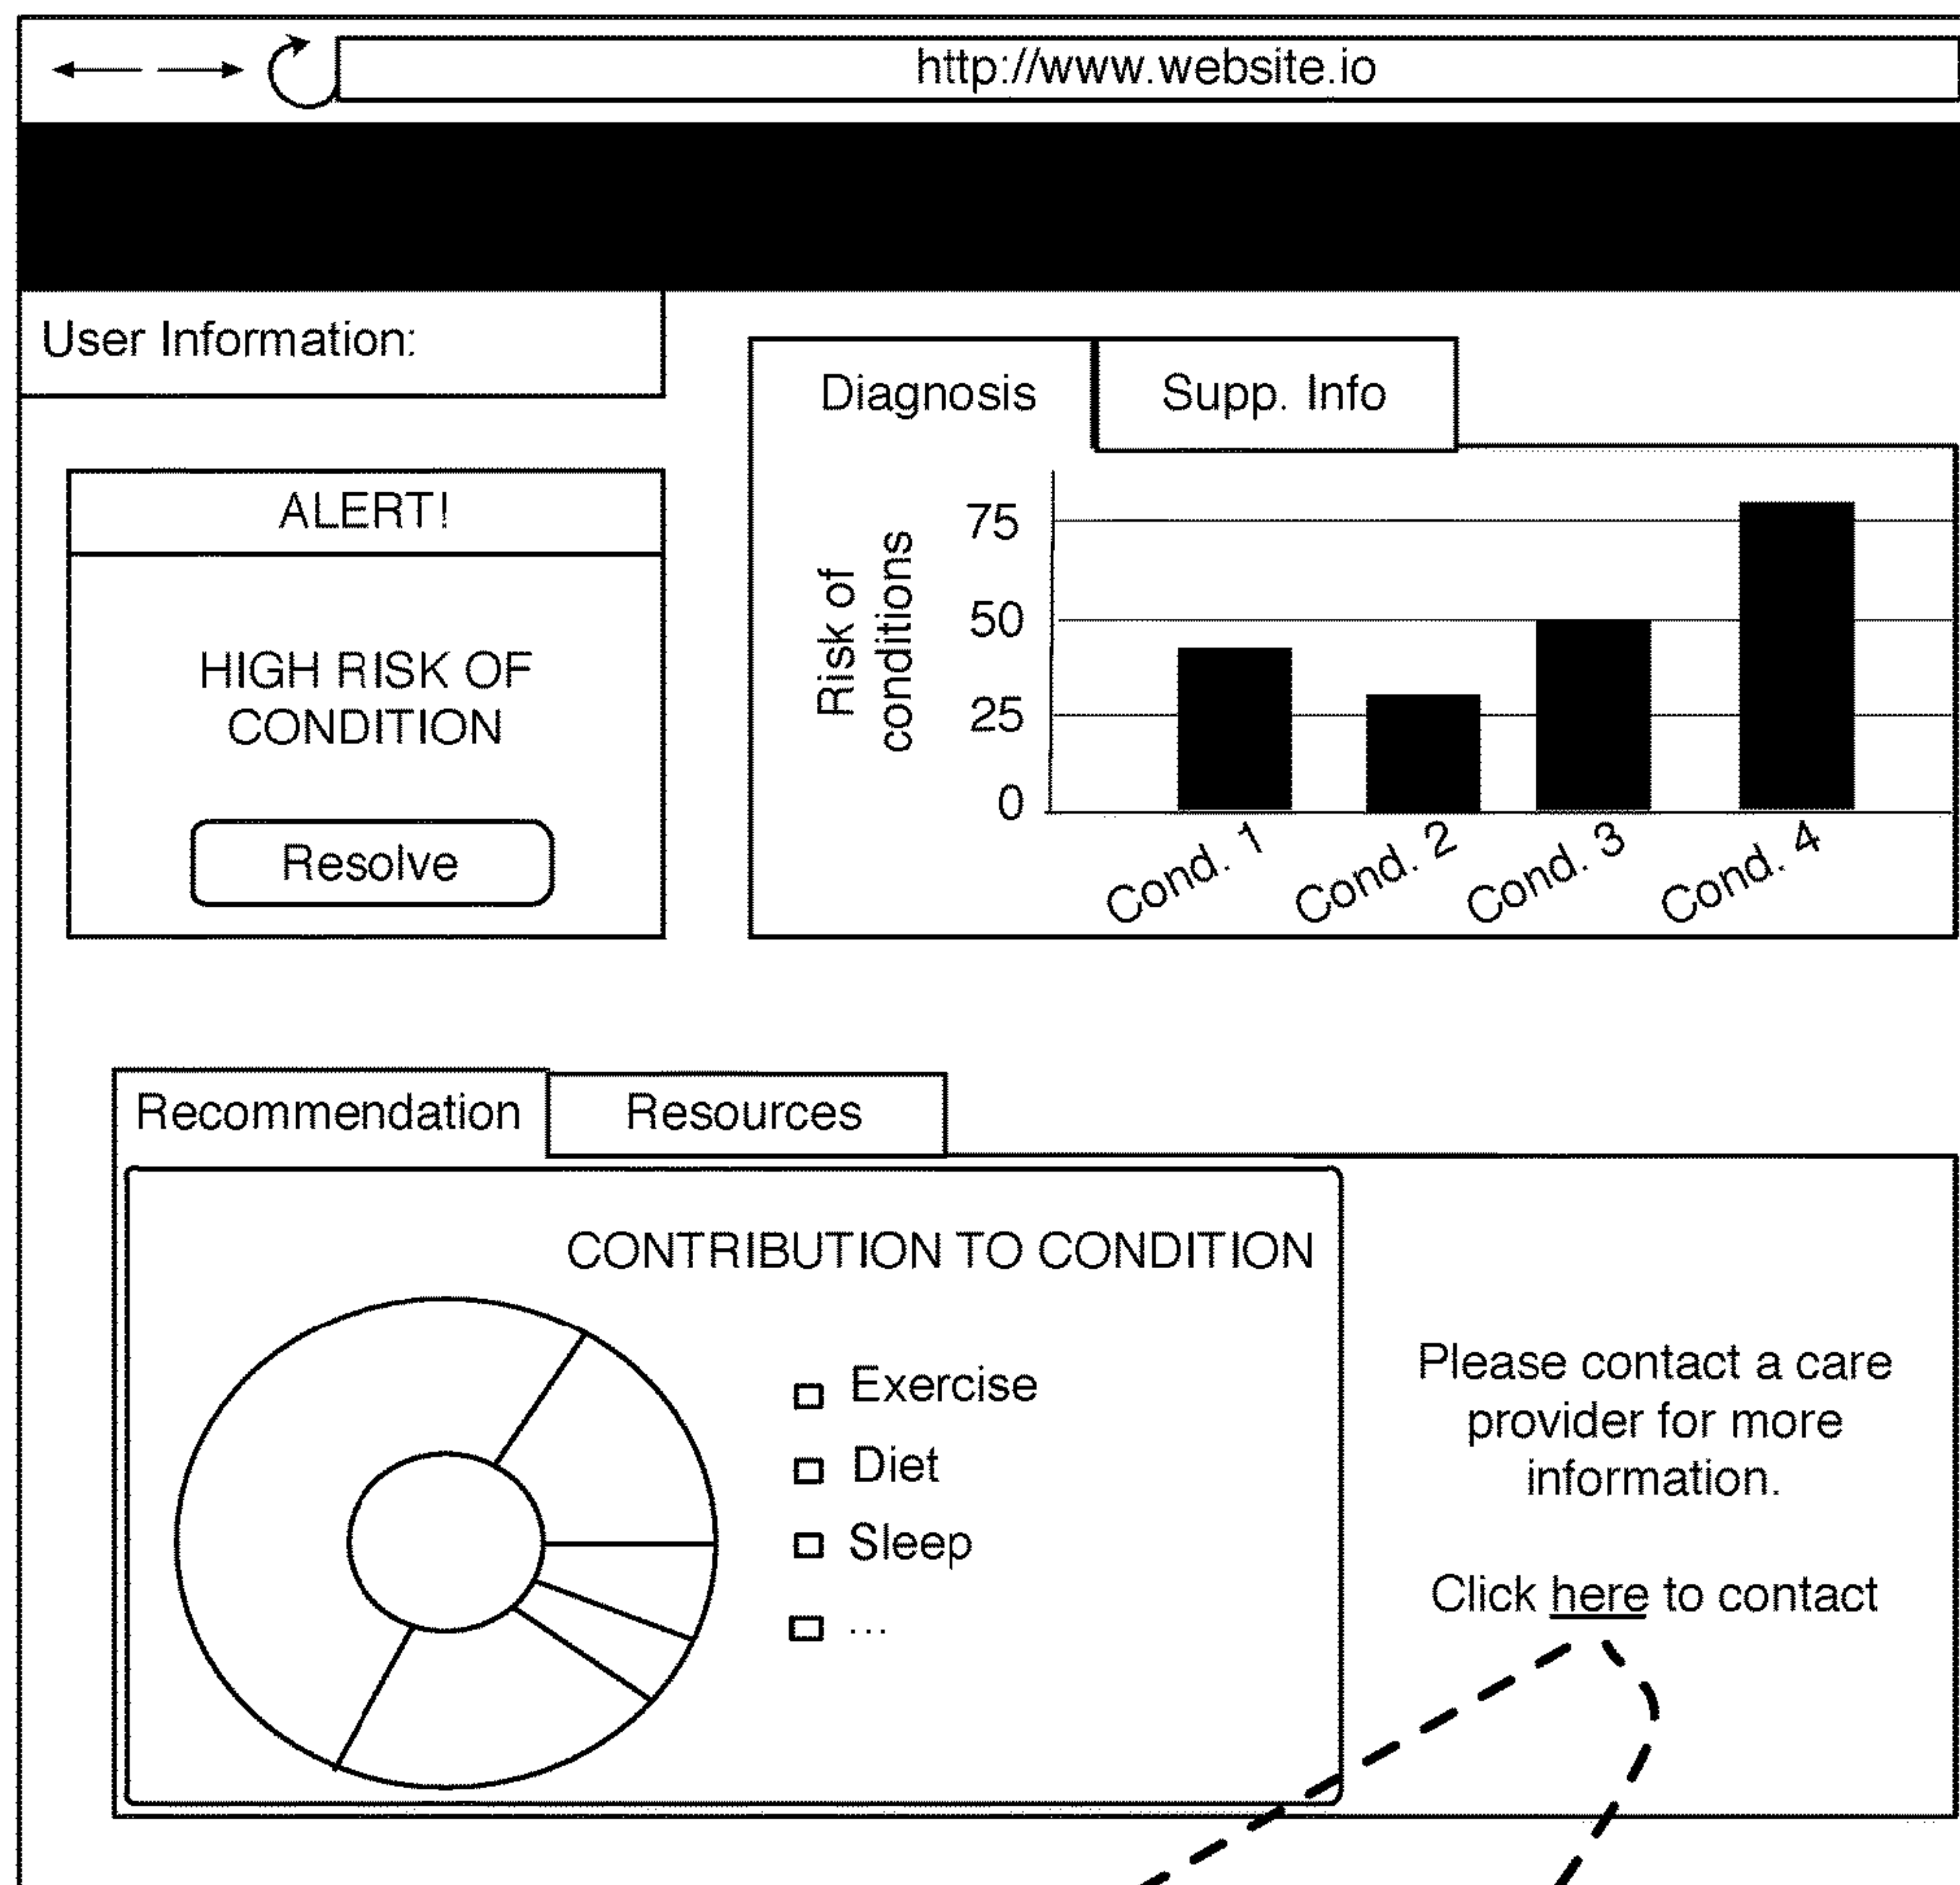 http://www.website.io
User Information:
Diagnosis
Supp. Info
ALERT!
HIGH RISK OF
CONDITION
Resolve
Risk of
conditions
75
50
25
0
Cond. 1
Cond. 2
Cond. 3
Cond. 4
Recommendation
Resources
CONTRIBUTION TO CONDITION
Exercise
Diet
Sleep
...
Please contact a care
provider for more
information.
Click here to contact